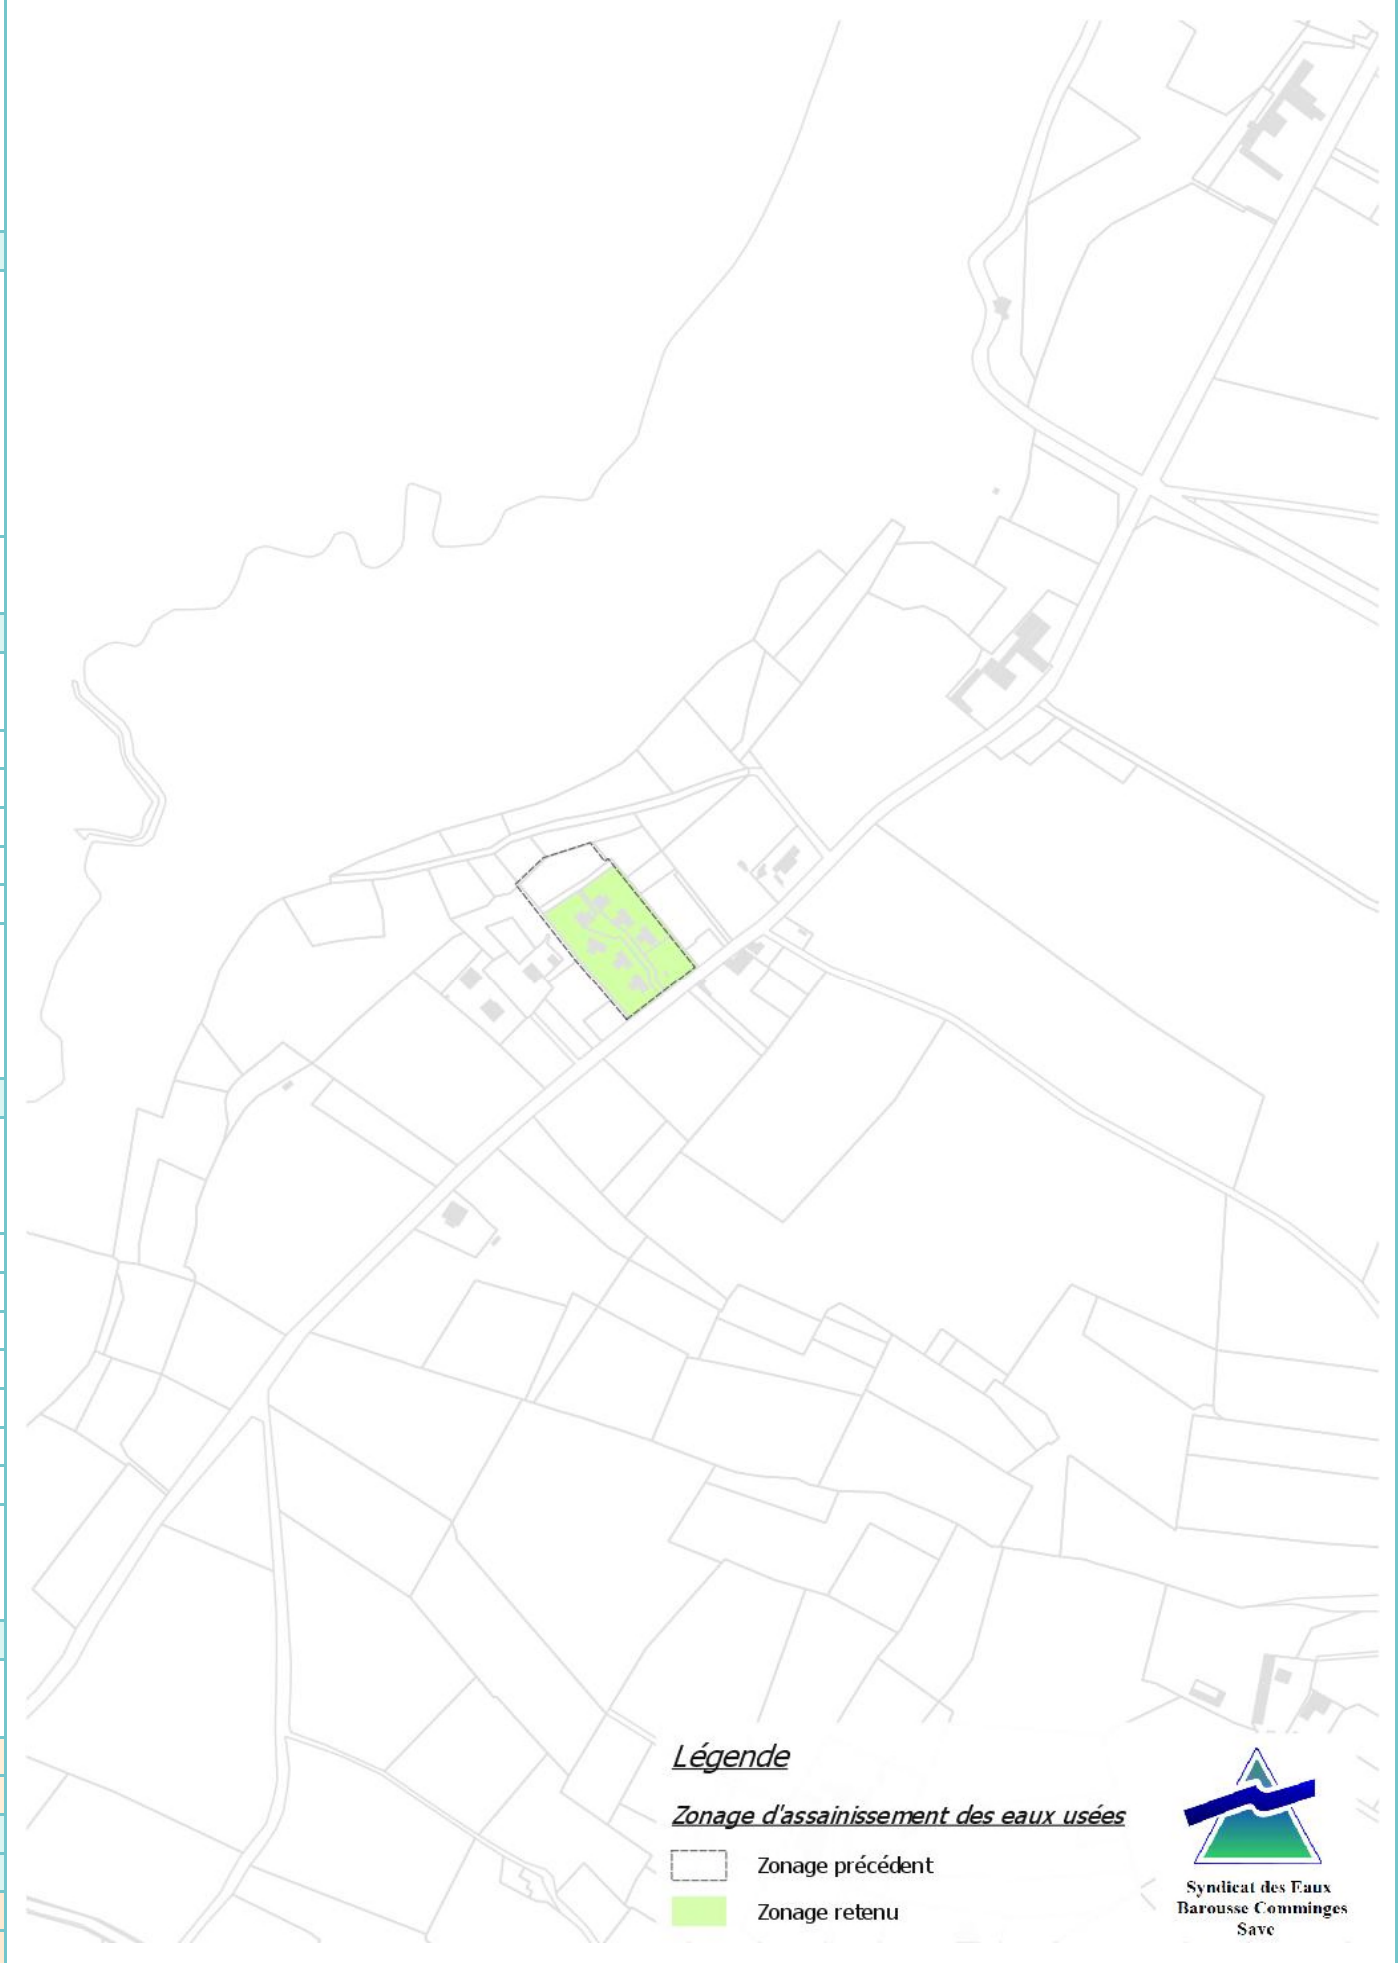 Légende
Zonage d'assainissement des eaux usées
Zonage précédent
Zonage retenu
Syndicat des Eaux
Barousse Comminges
Save